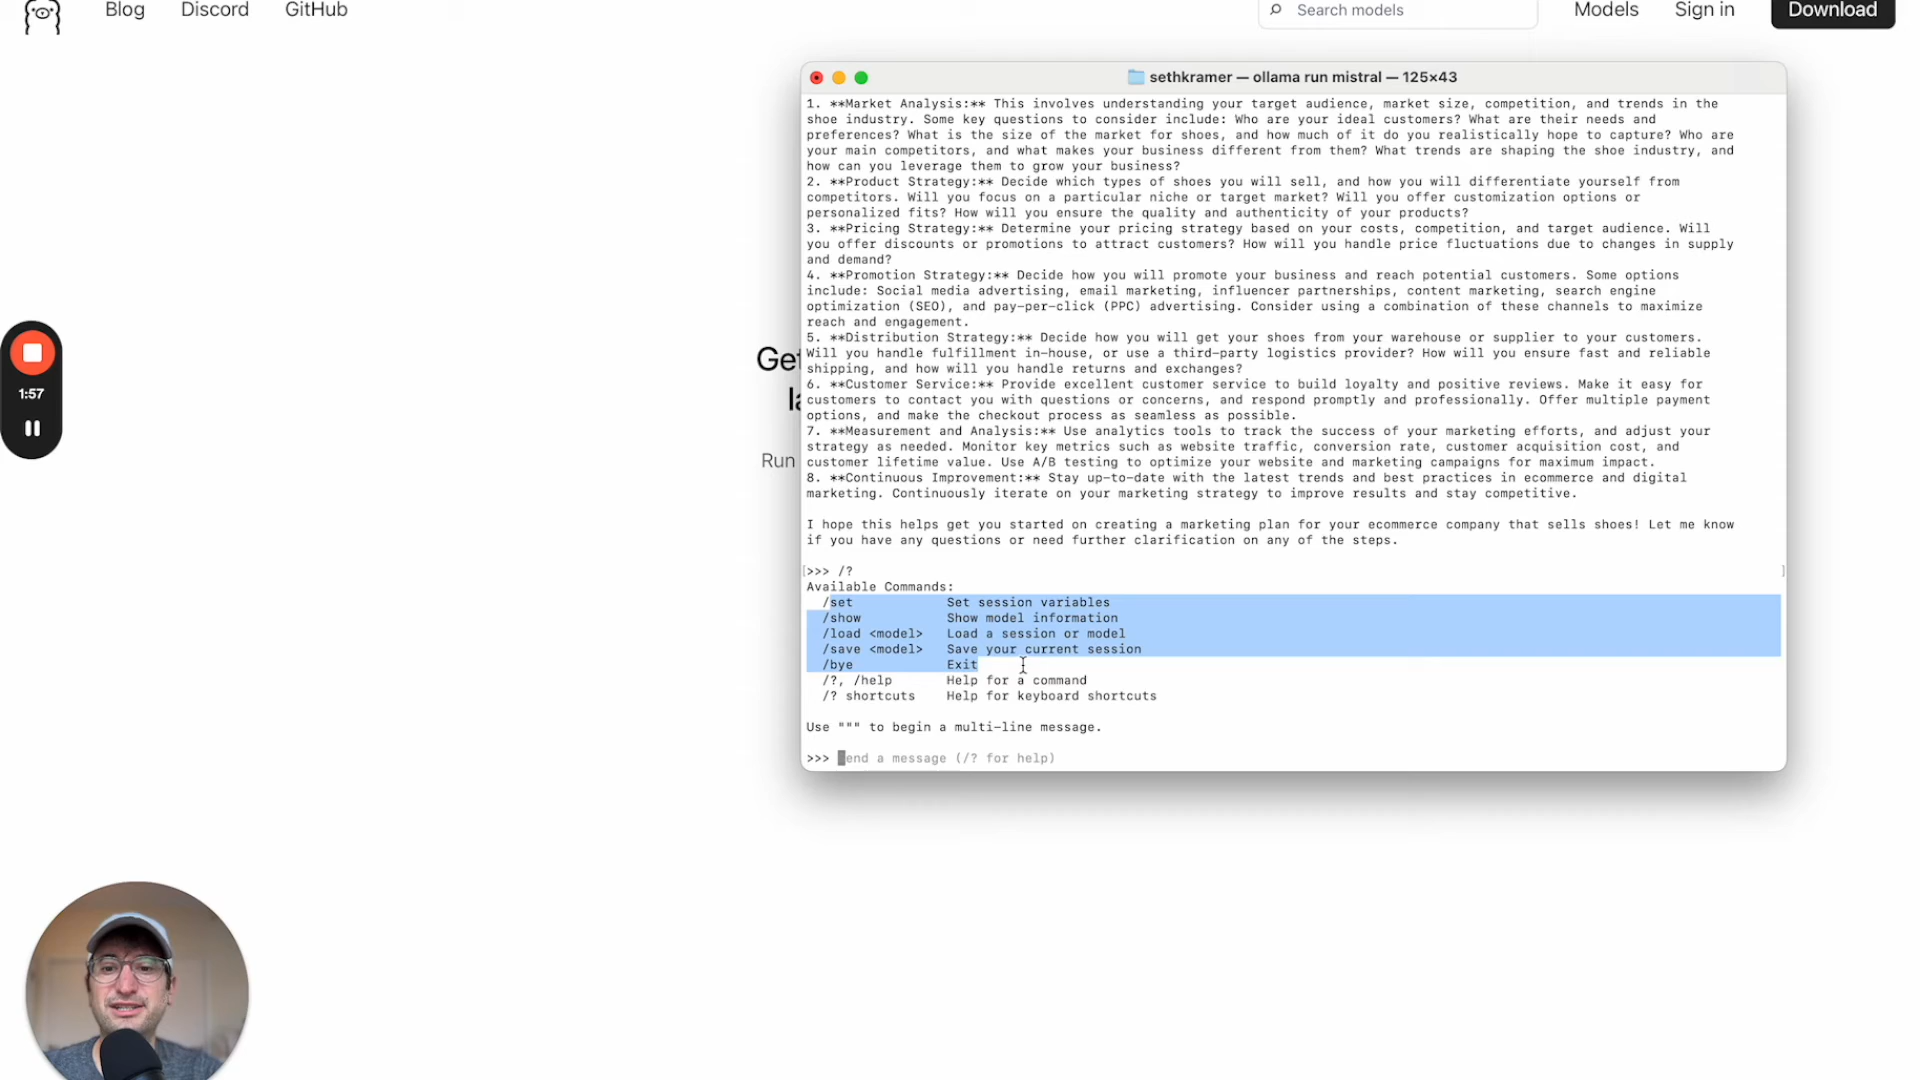 Blog Discord GitHub Search models Models Sign in Download
sethkramer — ollama run mistral — 125×43
1. **Market Analysis:** This involves understanding your target audience, market size, competition, and trends in the
shoe industry. Some key questions to consider include: Who are your ideal customers? What are their needs and
preferences? What is the size of the market for shoes, and how much of it do you realistically hope to capture? Who are
your main competitors, and what makes your business different from them? What trends are shaping the shoe industry, and
how can you leverage them to grow your business?
2. **Product Strategy:** Decide which types of shoes you will sell, and how you will differentiate yourself from
competitors. Will you focus on a particular niche or target market? Will you offer customization options or
personalized fits? How will you ensure the quality and authenticity of your products?
3. **Pricing Strategy:** Determine your pricing strategy based on your costs, competition, and target audience. Will
you offer discounts or promotions to attract customers? How will you handle price fluctuations due to changes in supply
and demand?
4. **Promotion Strategy:** Decide how you will promote your business and reach potential customers. Some options
include: Social media advertising, email marketing, influencer partnerships, content marketing, search engine
optimization (SEO), and pay-per-click (PPC) advertising. Consider using a combination of these channels to maximize
reach and engagement.
5. **Distribution Strategy:** Decide how you will get your shoes from your warehouse or supplier to your customers.
Will you handle fulfillment in-house, or use a third-party logistics provider? How will you ensure fast and reliable
shipping, and how will you handle returns and exchanges?
6. **Customer Service:** Provide excellent customer service to build loyalty and positive reviews. Make it easy for
customers to contact you with questions or concerns, and respond promptly and professionally. Offer multiple payment
options, and make the checkout process as seamless as possible.
7. **Measurement and Analysis:** Use analytics tools to track the success of your marketing efforts, and adjust your
strategy as needed. Monitor key metrics such as website traffic, conversion rate, customer acquisition cost, and
customer lifetime value. Use A/B testing to optimize your website and marketing campaigns for maximum impact.
8. **Continuous Improvement:** Stay up-to-date with the latest trends and best practices in ecommerce and digital
marketing. Continuously iterate on your marketing strategy to improve results and stay competitive.
I hope this helps get you started on creating a marketing plan for your ecommerce company that sells shoes! Let me know
if you have any questions or need further clarification on any of the steps.
[>>> /? ]
Available Commands:
/set Set session variables
/show Show model information
/load <model> Load a session or model
/save <model> Save your current session
/bye Exit
/?, /help Help for a command
/? shortcuts Help for keyboard shortcuts
Use """ to begin a multi-line message.
>>> end a message (/? for help)
Get
Run
1:57